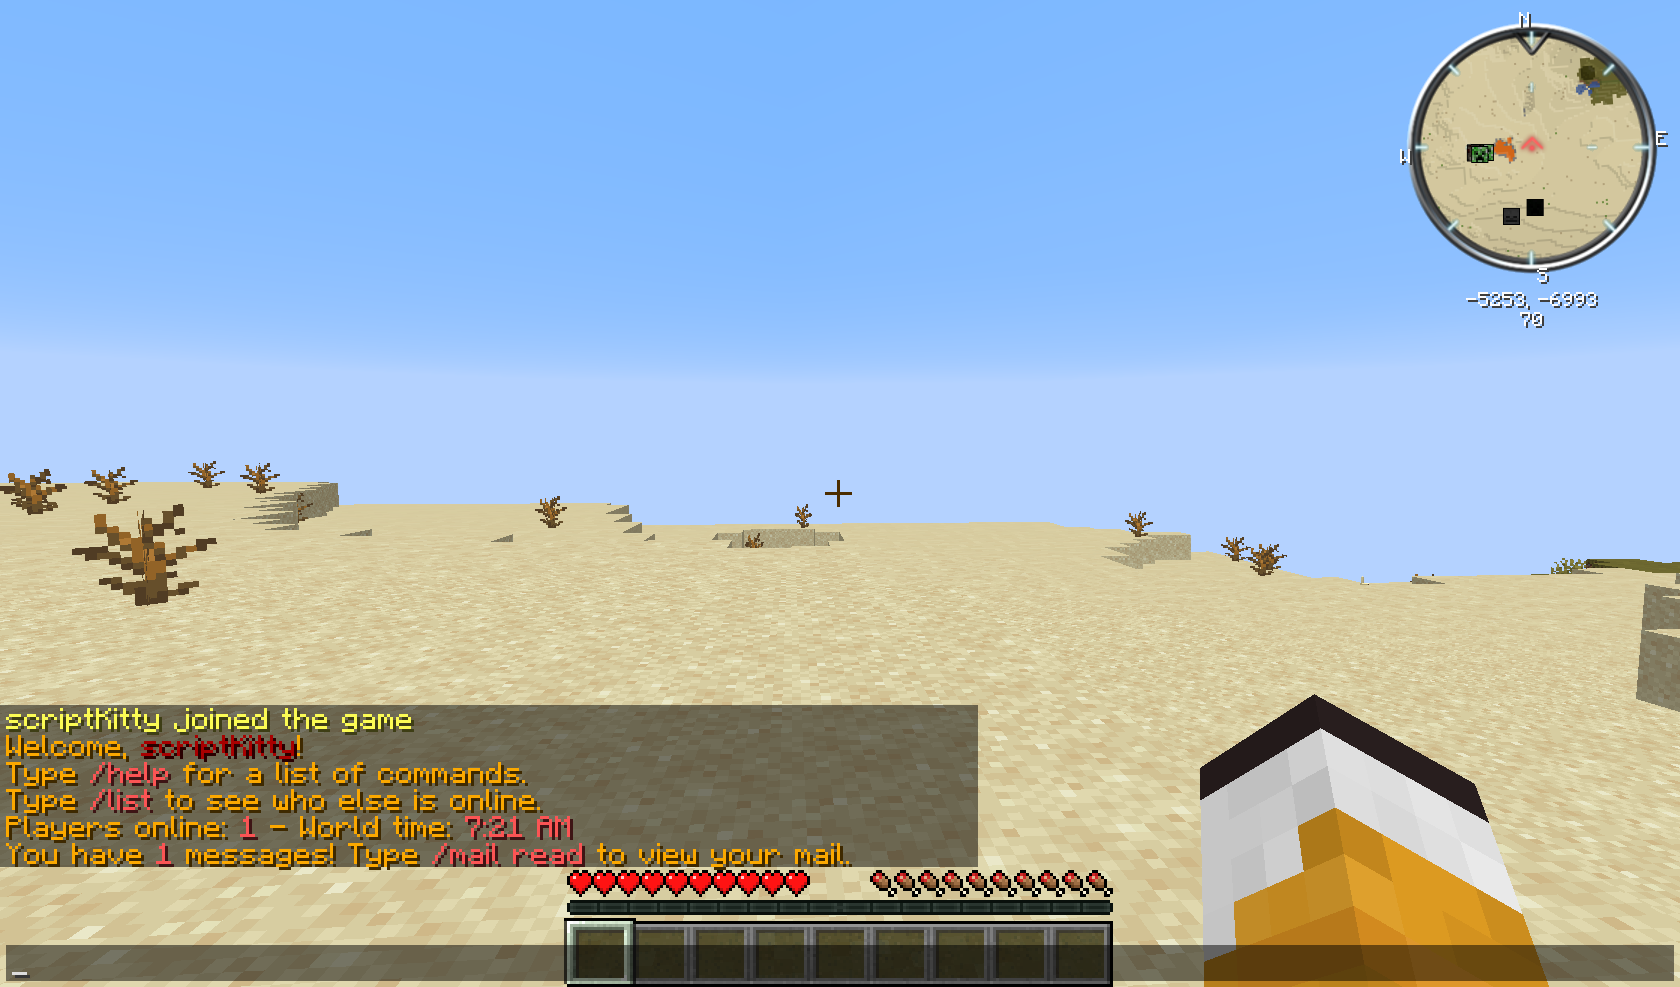 N
W
E
S
-5253, -6993
70
scriptKitty joined the game
Welcome, scriptKitty!
Type /help for a list of commands.
Type /list to see who else is online.
Players online: 1 - World time: 7:21 AM
You have 1 messages! Type /mail read to view your mail.
_